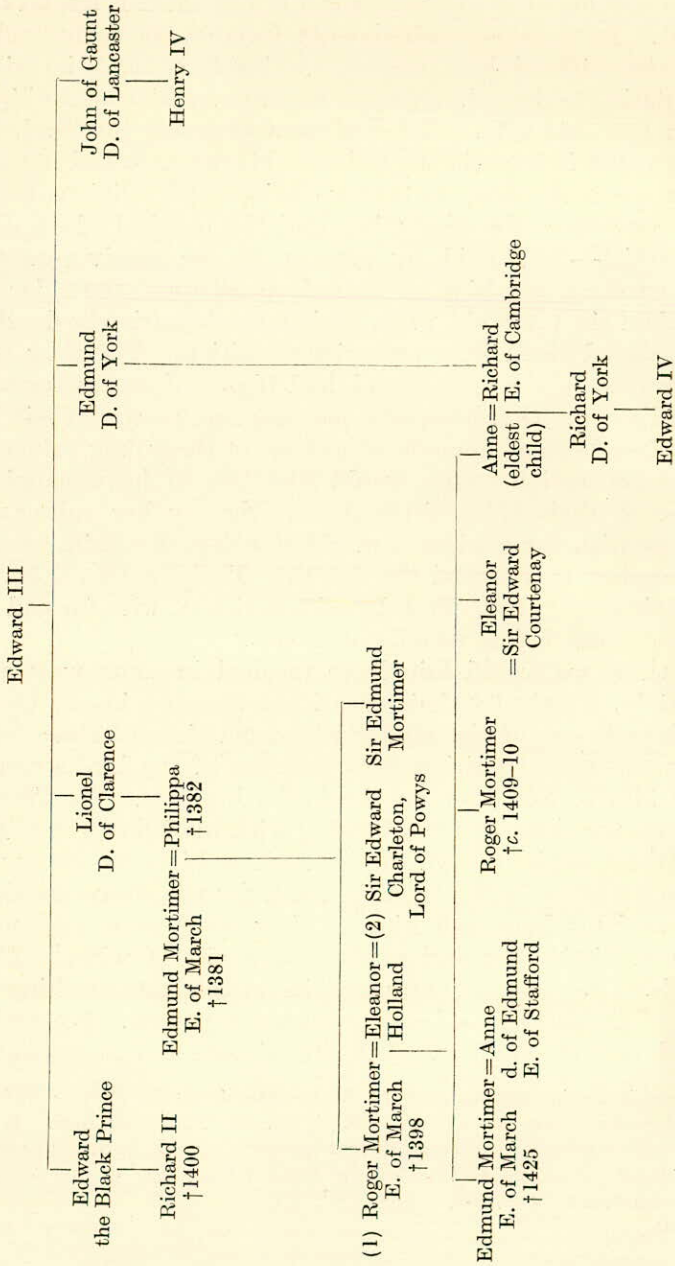 Edward III
Edward
the Black Prince
Lionel
D. of Clarence
Edmund
D. of York
John of Gaunt
D. of Lancaster
Richard II
†1400
Edmund Mortimer=Philippa
E. of March †1382
†1381
Henry IV
(1) Roger Mortimer=Eleanor=(2) Sir Edward Sir Edmund
E. of March Holland Charleton, Mortimer
†1398 Lord of Powys
Edmund Mortimer=Anne
E. of March d. of Edmund
†1425 E. of Stafford
Roger Mortimer
†c. 1409–10
Eleanor
=Sir Edward
Courtenay
Anne=Richard
(eldest E. of Cambridge
child)
Richard
D. of York
Edward IV